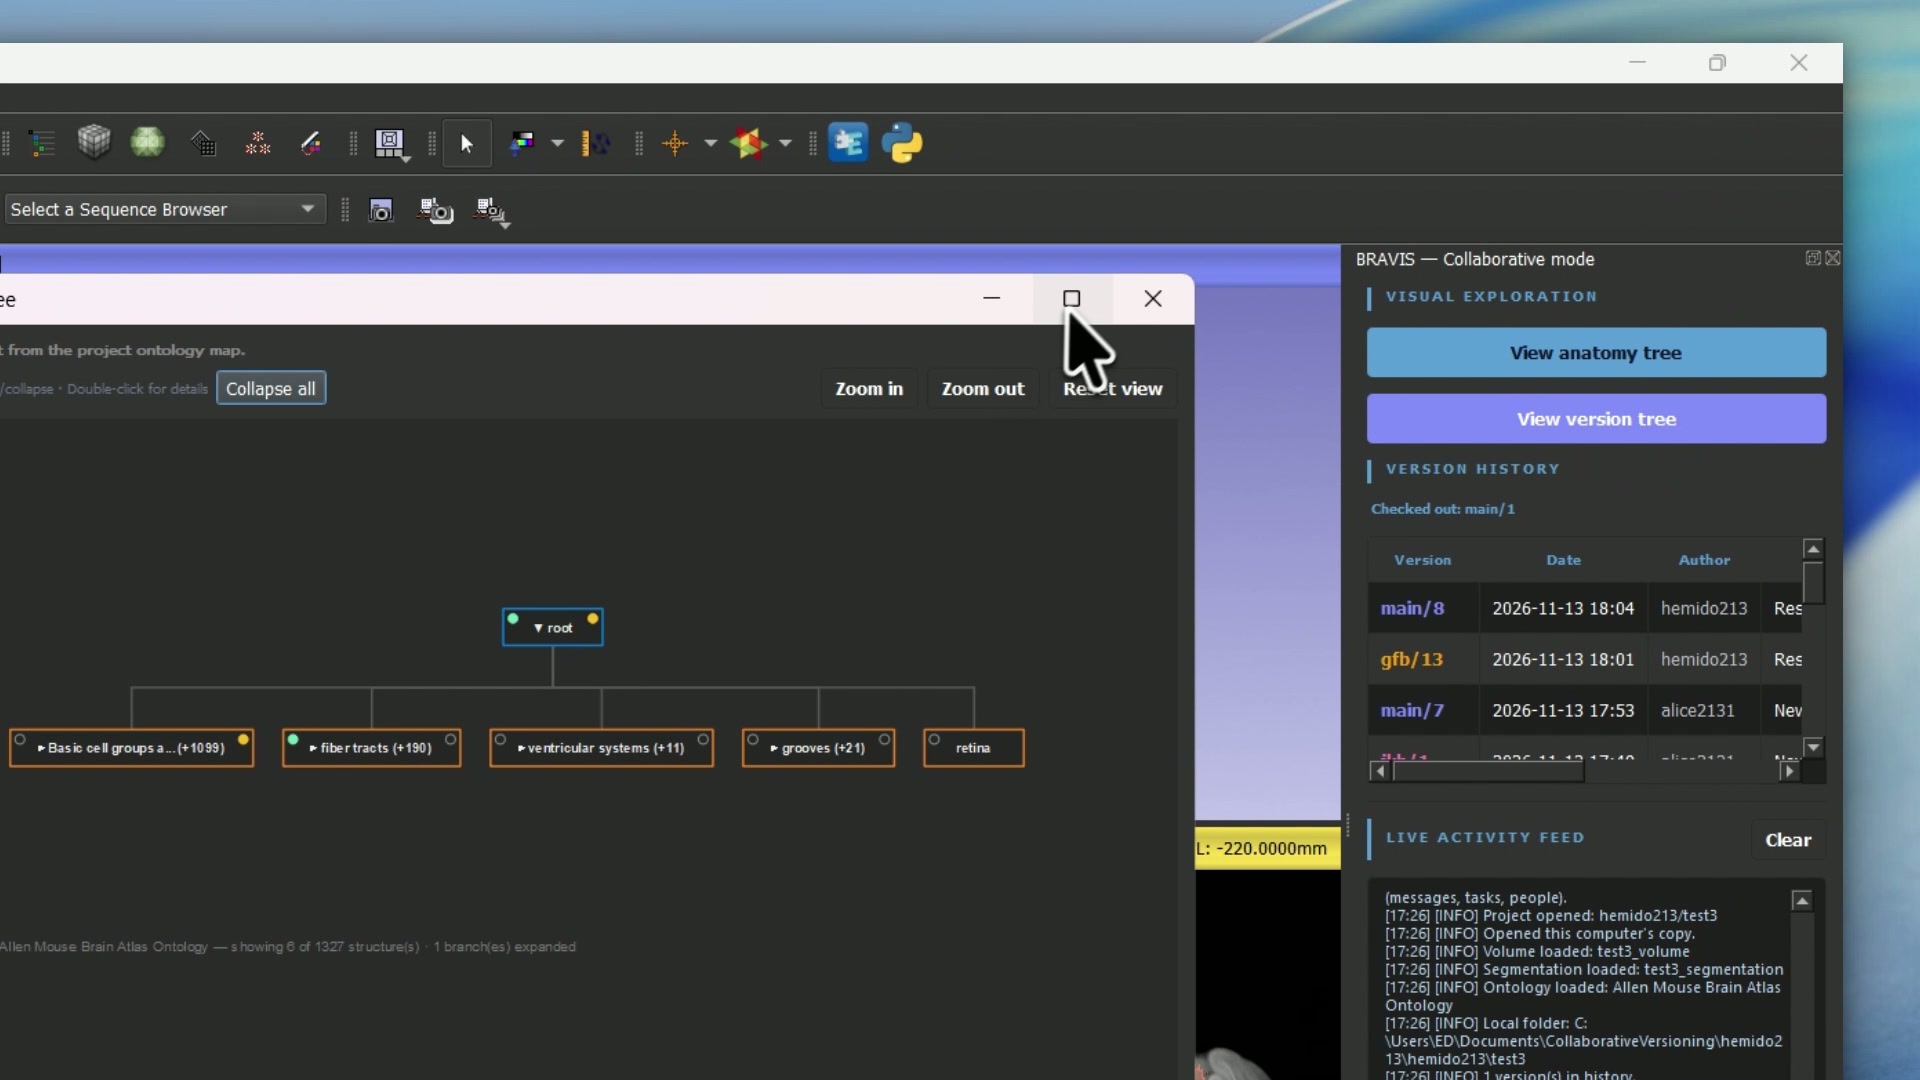 Select a Sequence Browser
BRAVIS — Collaborative mode
ee
VISUAL EXPLORATION
t from the project ontology map.
View anatomy tree
/collapse · Double-click for details
Collapse all
Zoom in
Zoom out
Reset view
View version tree
VERSION HISTORY
Checked out: main/1
Version Date Author
main/8 2026-11-13 18:04 hemido213 Res
gfb/13 2026-11-13 18:01 hemido213 Res
main/7 2026-11-13 17:53 alice2131 Nev
▼ root
▸ Basic cell groups a...(+1099)
▸ fiber tracts (+190)
▸ ventricular systems (+11)
▸ grooves (+21)
retina
LIVE ACTIVITY FEED
Clear
L: -220.0000mm
(messages, tasks, people).
[17:26] [INFO] Project opened: hemido213/test3
[17:26] [INFO] Opened this computer's copy.
[17:26] [INFO] Volume loaded: test3_volume
[17:26] [INFO] Segmentation loaded: test3_segmentation
[17:26] [INFO] Ontology loaded: Allen Mouse Brain Atlas
Ontology
[17:26] [INFO] Local folder: C:
\Users\ED\Documents\CollaborativeVersioning\hemido2
13\hemido213\test3
[17:26] [INFO] 1 version(s) in history.
Allen Mouse Brain Atlas Ontology — showing 6 of 1327 structure(s) · 1 branch(es) expanded